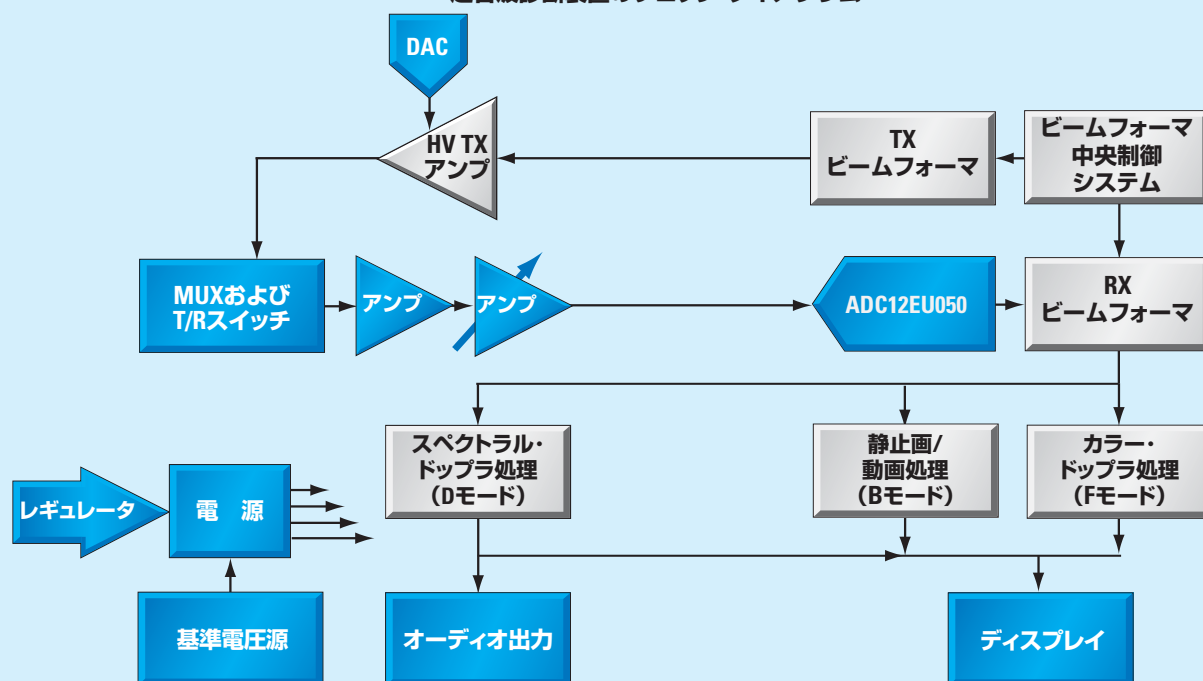 DAC
HV TX
アンプ
TX
ビームフォーマ
ビームフォーマ
中央制御
システム
MUXおよび
T/Rスイッチ
アンプ
アンプ
ADC12EU050
RX
ビームフォーマ
スペクトラル・
ドップラ処理
(Dモード)
静止画/
動画処理
(Bモード)
カラー・
ドップラ処理
(Fモード)
レギュレータ
電 源
基準電圧源
オーディオ出力
ディスプレイ